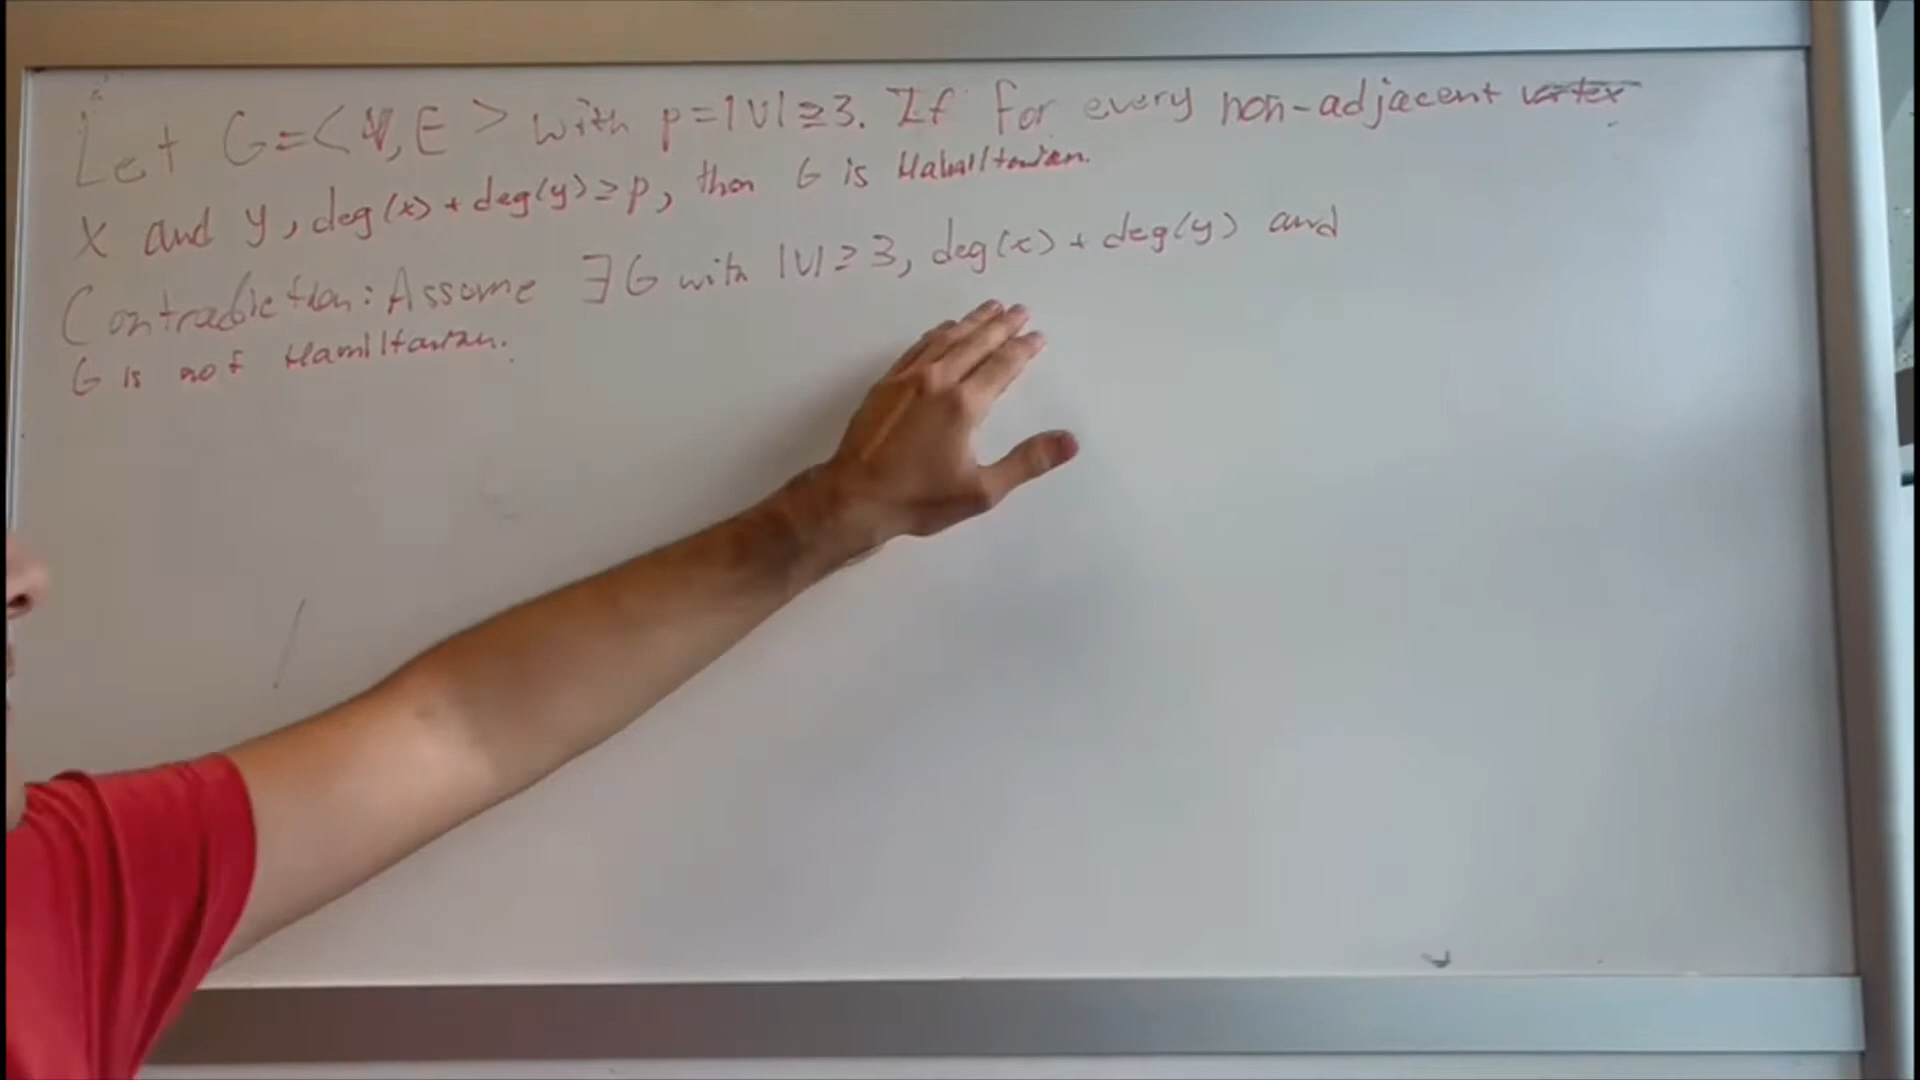 Let G=<V,E> with p=|V|≥3. If for every non-adjacent vertex
x and y, deg(x) + deg(y) ≥ p, then G is Hamiltonian.
Contradiction: Assume ∃G with |V| ≥ 3, deg(x) + deg(y) and
G is not Hamiltonian.